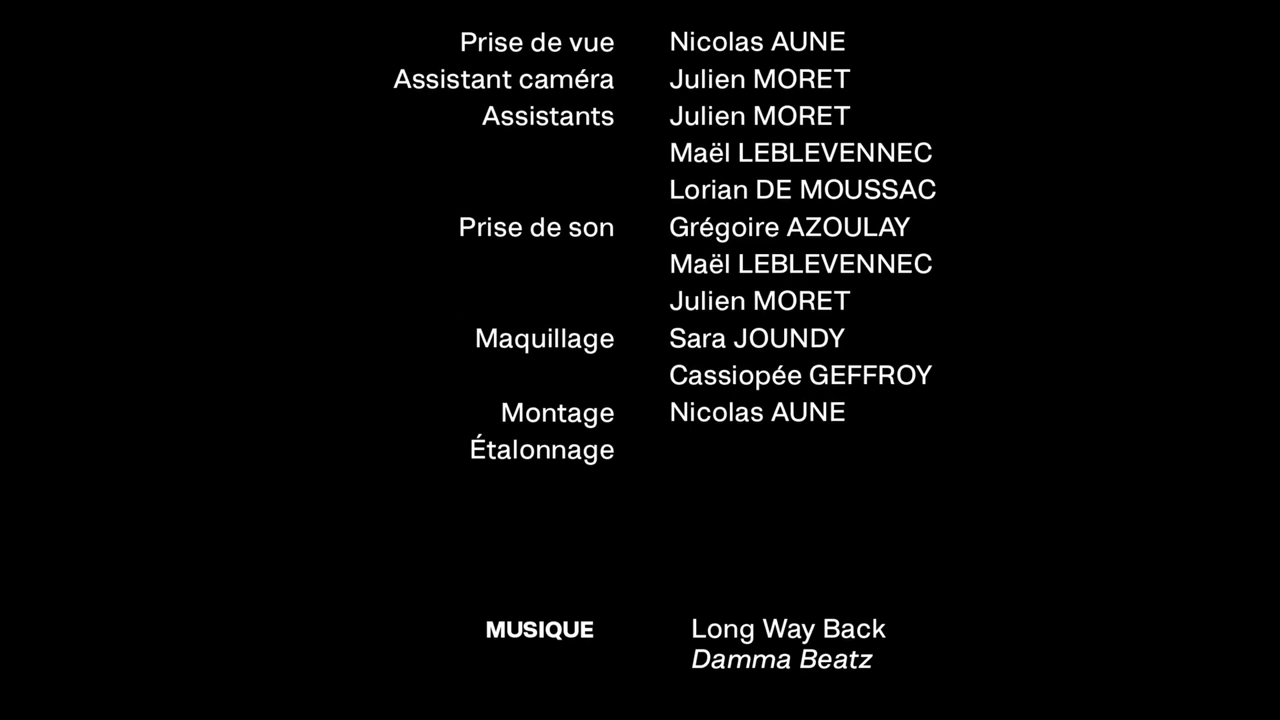 Prise de vue Nicolas AUNE
Assistant caméra Julien MORET
Assistants Julien MORET
Maël LEBLEVENNEC
Lorian DE MOUSSAC
Prise de son Grégoire AZOULAY
Maël LEBLEVENNEC
Julien MORET
Maquillage Sara JOUNDY
Cassiopée GEFFROY
Montage Nicolas AUNE
Étalonnage
MUSIQUE Long Way Back
Damma Beatz